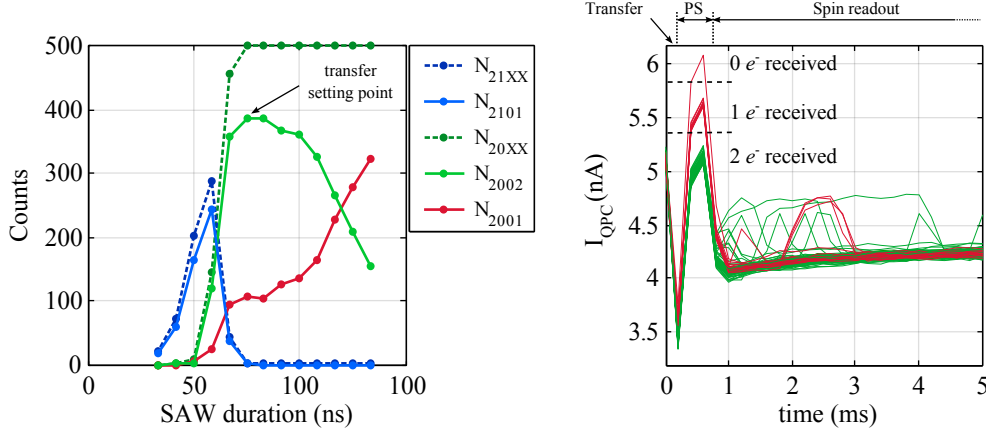 500
400
300
200
100
0
0
50
100
100
Counts
SAW duration (ns)
transfer
setting point
N21XX
N2101
N20XX
N2002
N2001
Transfer
PS
Spin readout
6
5.5
5
4.5
4
3.5
0
1
2
3
4
5
IQPC(nA)
time (ms)
0 e- received
1 e- received
2 e- received